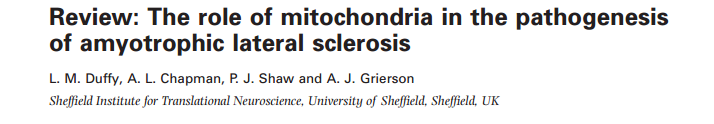 Review: The role of mitochondria in the pathogenesis
of amyotrophic lateral sclerosis
L. M. Duffy, A. L. Chapman, P. J. Shaw and A. J. Grierson
Sheffield Institute for Translational Neuroscience, University of Sheffield, Sheffield, UK